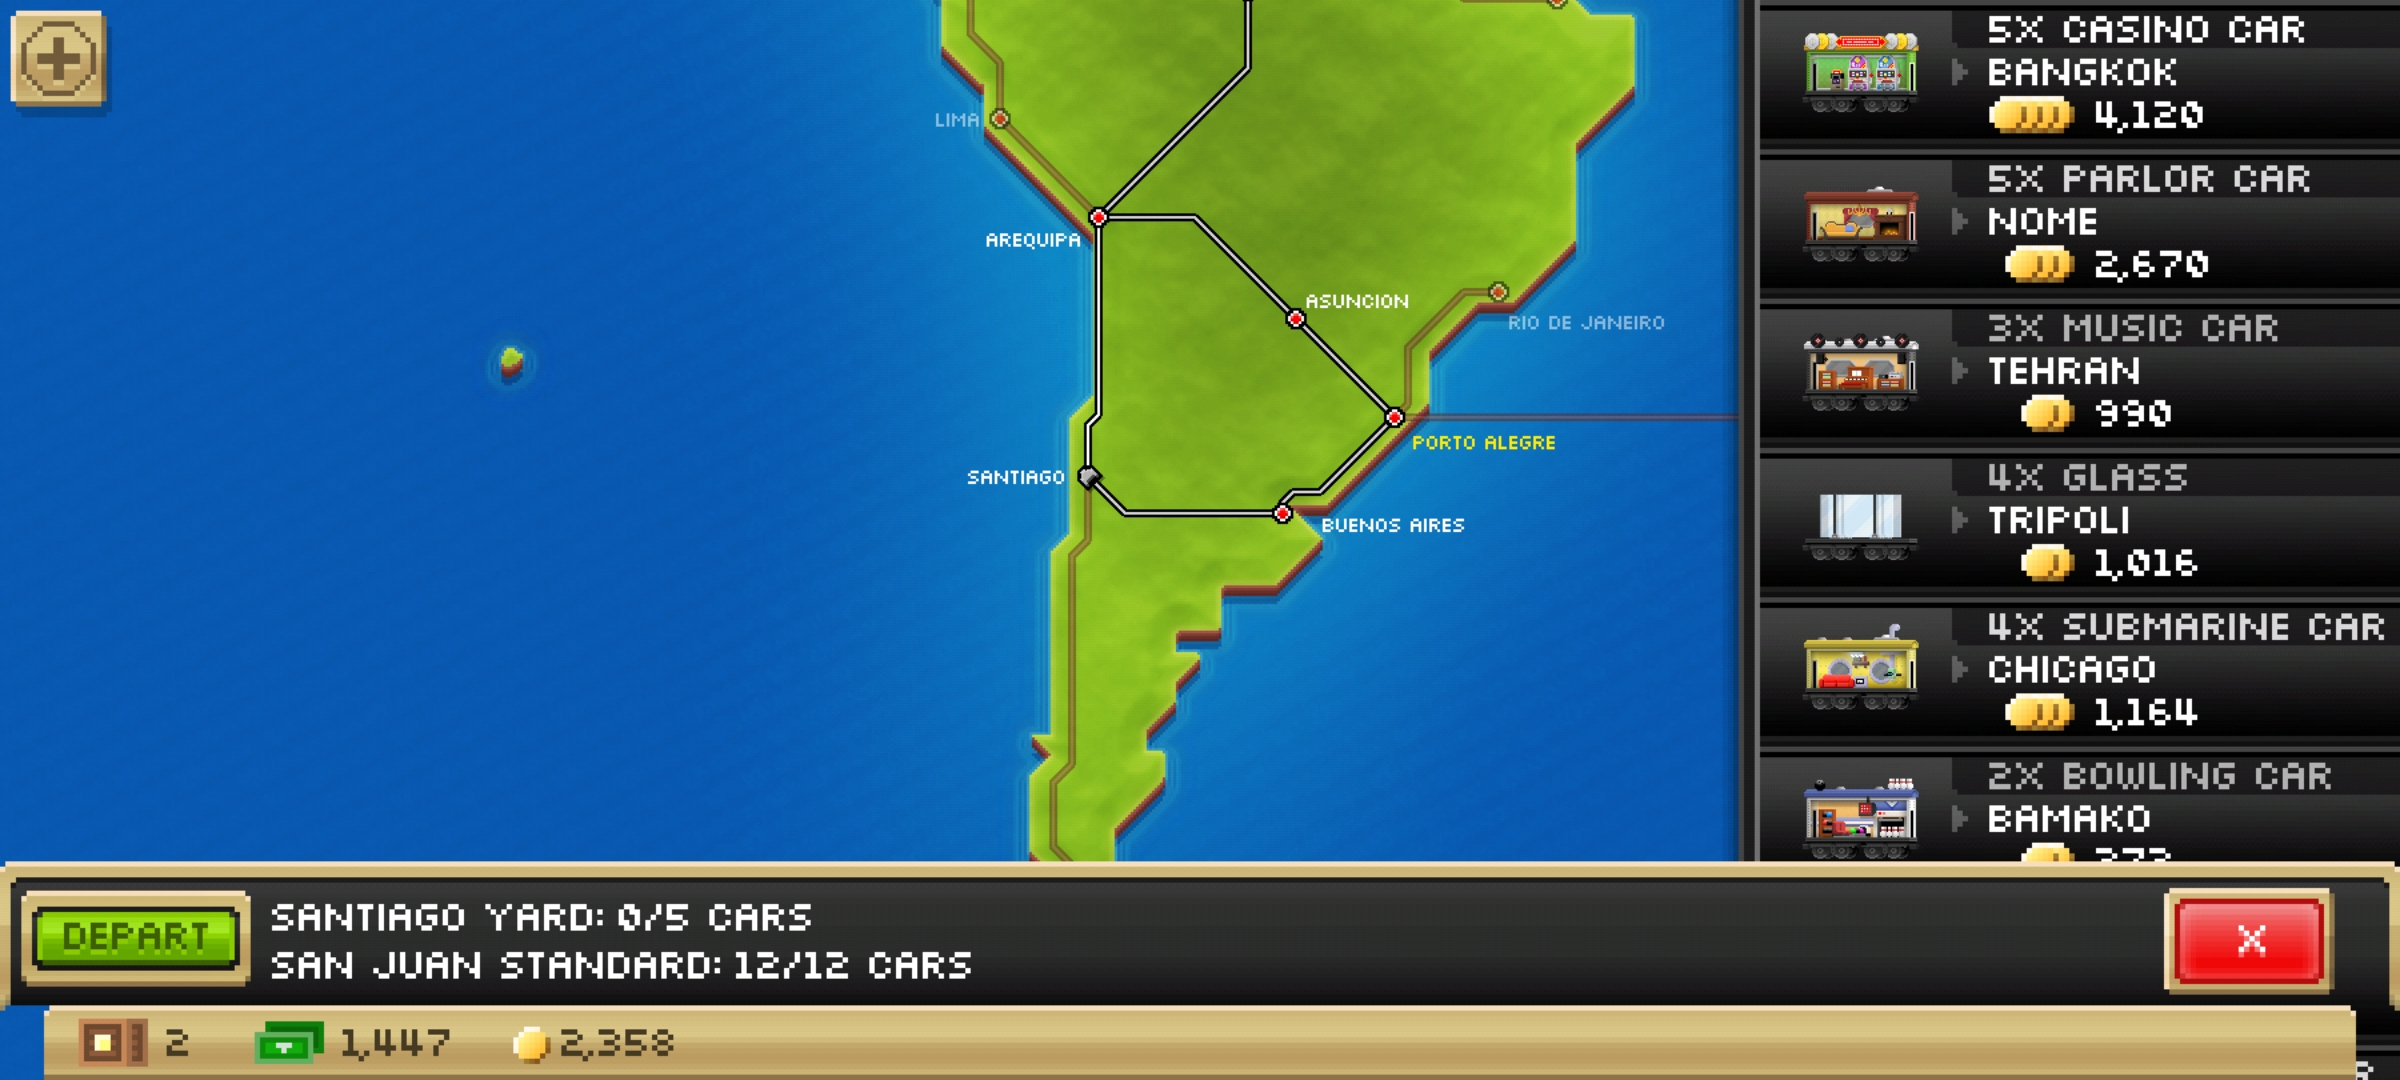 LIMA
AREQUIPA
ASUNCION
RIO DE JANEIRO
PORTO ALEGRE
SANTIAGO
BUENOS AIRES
5X CASINO CAR
BANGKOK
4,120
5X PARLOR CAR
NOME
2,670
3X MUSIC CAR
TEHRAN
990
4X GLASS
TRIPOLI
1,016
4X SUBMARINE CAR
CHICAGO
1,164
2X BOWLING CAR
BAMAKO
DEPART
SANTIAGO YARD: 0/5 CARS
SAN JUAN STANDARD: 12/12 CARS
X
2
1,447
2,358